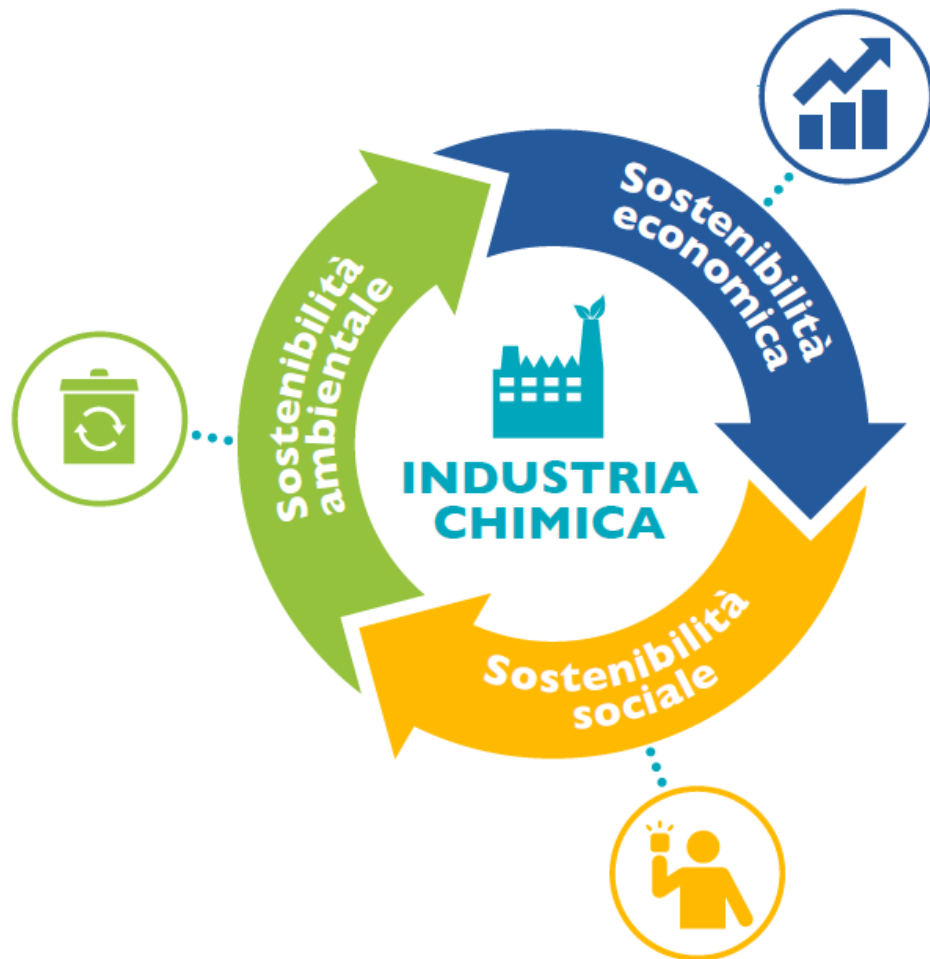 Sostenibilità
economica
Sostenibilità
ambientale
INDUSTRIA
CHIMICA
Sostenibilità
sociale